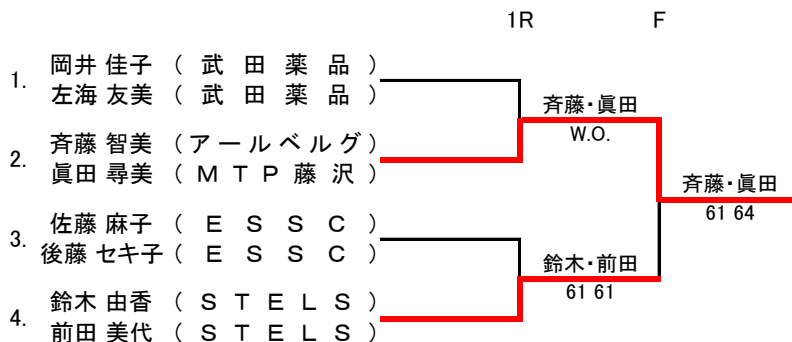 1R F
1. 岡井 佳子 ( 武 田 薬 品 )
左海 友美 ( 武 田 薬 品 )
2. 斉藤 智美 ( アールベルグ )
眞田 尋美 ( M T P 藤 沢 )
3. 佐藤 麻子 ( E S S C )
後藤 セキ子 ( E S S C )
4. 鈴木 由香 ( S T E L S )
前田 美代 ( S T E L S )
斉藤・眞田
W.O.
鈴木・前田
61 61
斉藤・眞田
61 64